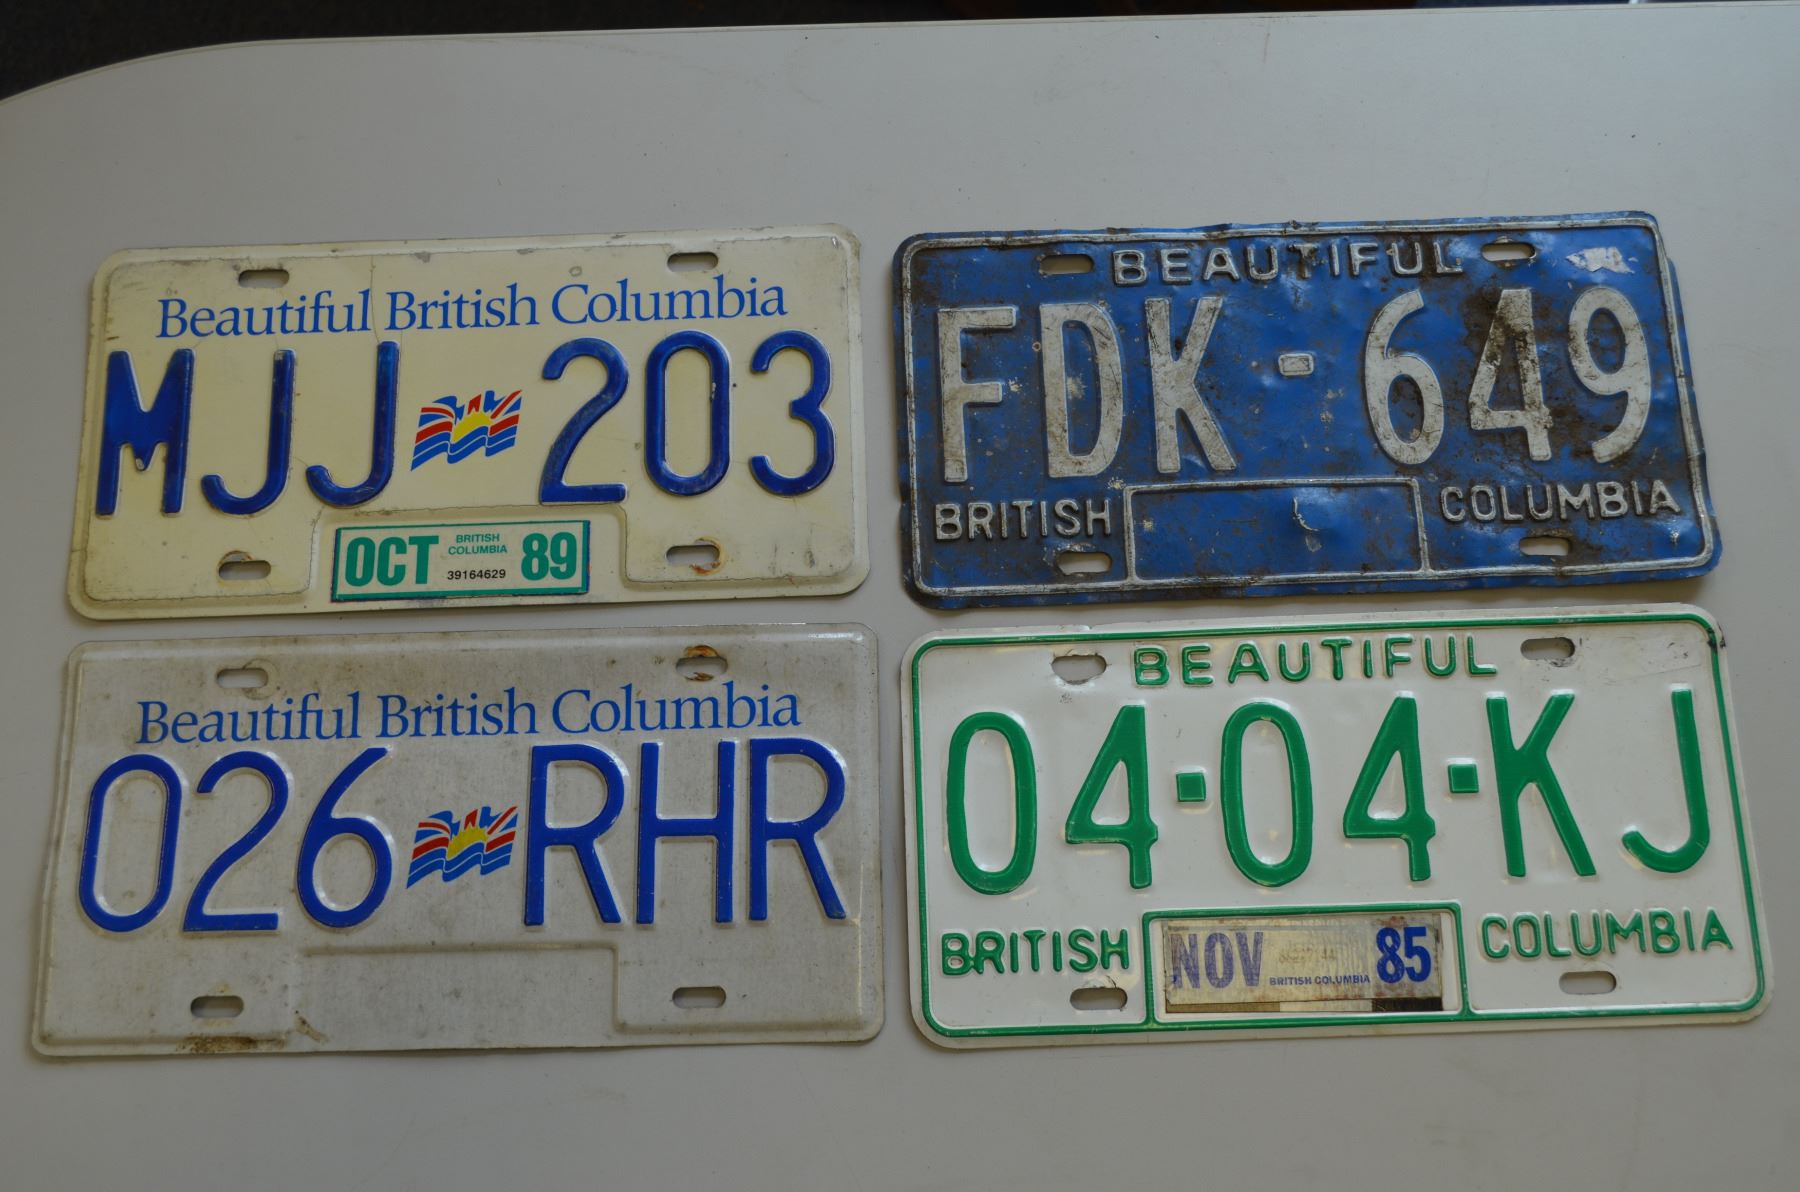 Beautiful British Columbia
MJJ 203
OCT BRITISH COLUMBIA 39164629 89
BEAUTIFUL
FDK-649
BRITISH COLUMBIA
Beautiful British Columbia
026 RHR
BEAUTIFUL
04·04·KJ
BRITISH COLUMBIA
NOV BRITISH COLUMBIA 85